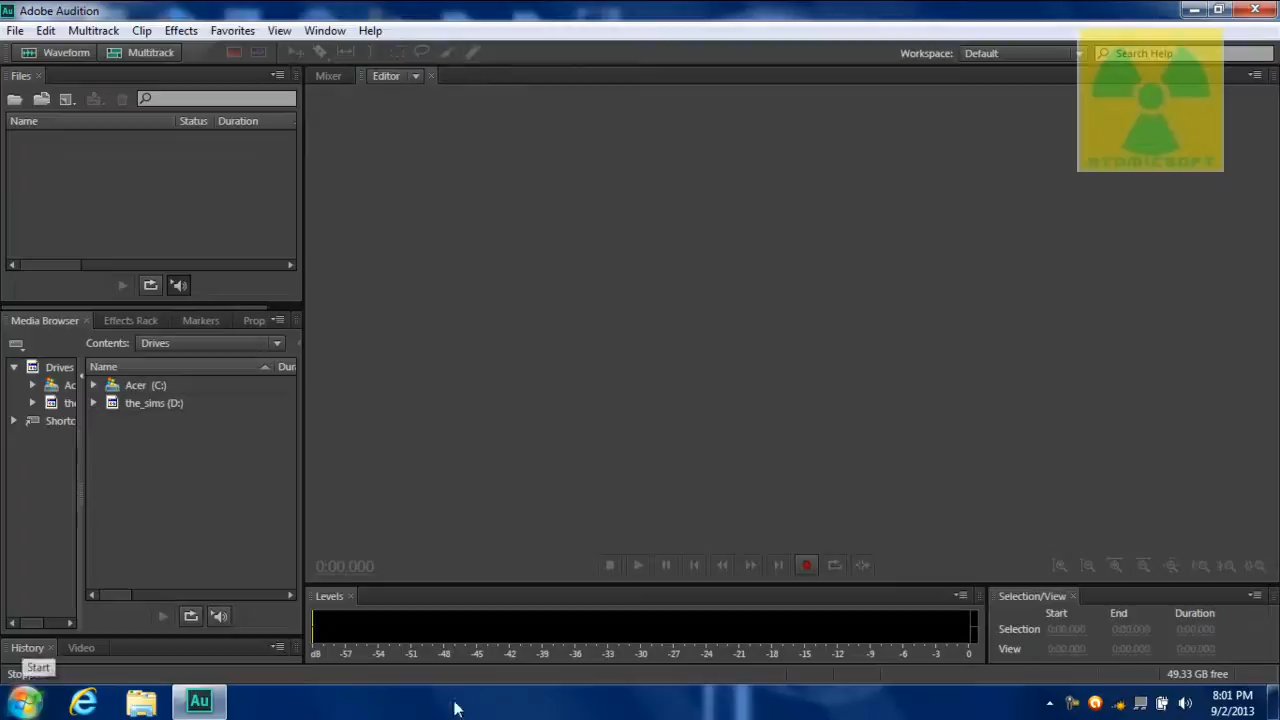 Adobe Audition
File Edit Multitrack Clip Effects Favorites View Window Help
Waveform Multitrack Workspace: Default Search Help
Files
Name Status Duration
Mixer Editor
ATOMICSOFT
Media Browser Effects Rack Markers Prop
Contents: Drives
Drives
Ac
the
Shortc
Name Dur
Acer (C:)
the_sims (D:)
0:00.000
Levels
dB -57 -54 -51 -48 -45 -42 -39 -36 -33 -30 -27 -24 -21 -18 -15 -12 -9 -6 -3 0
Selection/View
Start End Duration
Selection 0:00.000 0:00.000 0:00.000
View 0:00.000 0:00.000 0:00.000
History Video
Start
Stopp
49.33 GB free
Au
8:01 PM
9/2/2013